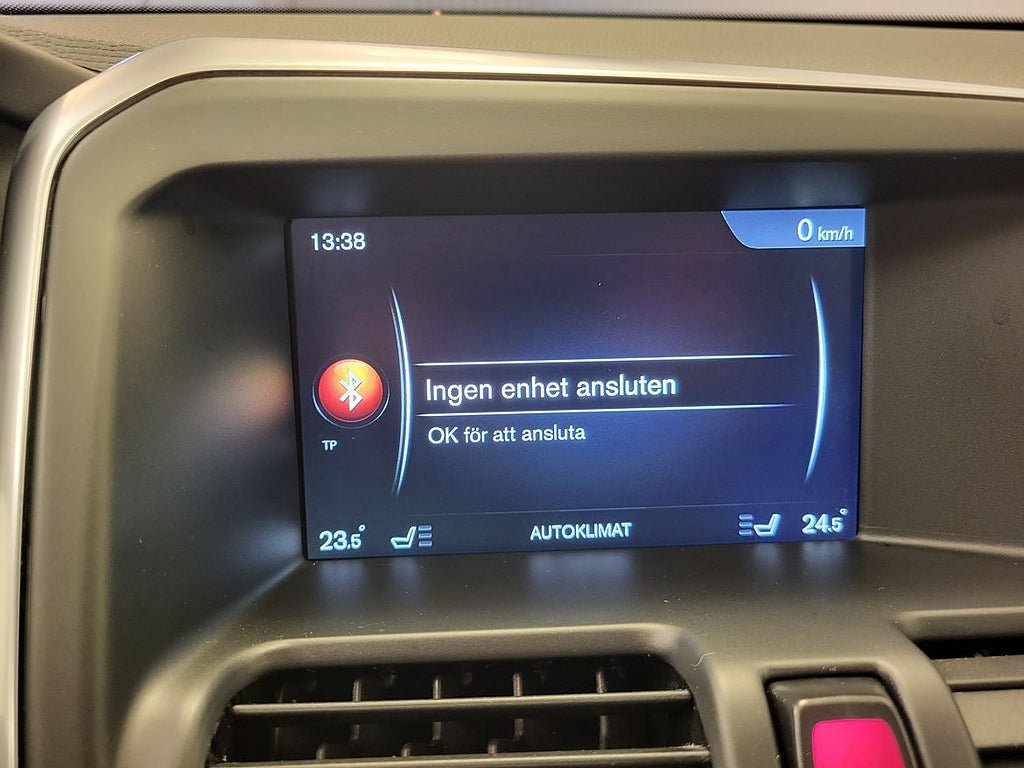 13:38
0 km/h
Ingen enhet ansluten
OK för att ansluta
TP
23.5°
AUTOKLIMAT
24.5°